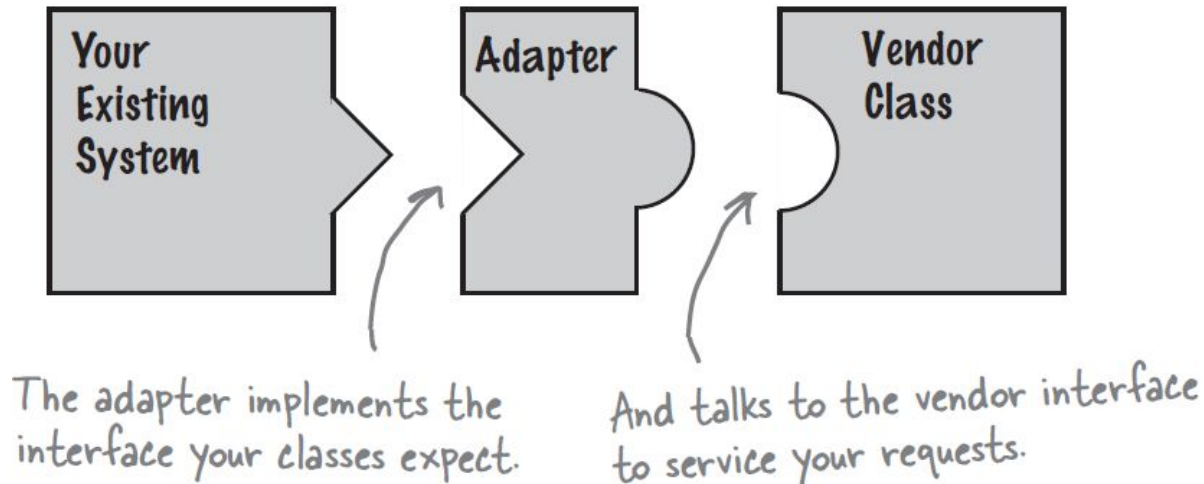 Your
Existing
System
Adapter
Vendor
Class
The adapter implements the
interface your classes expect.
And talks to the vendor interface
to service your requests.